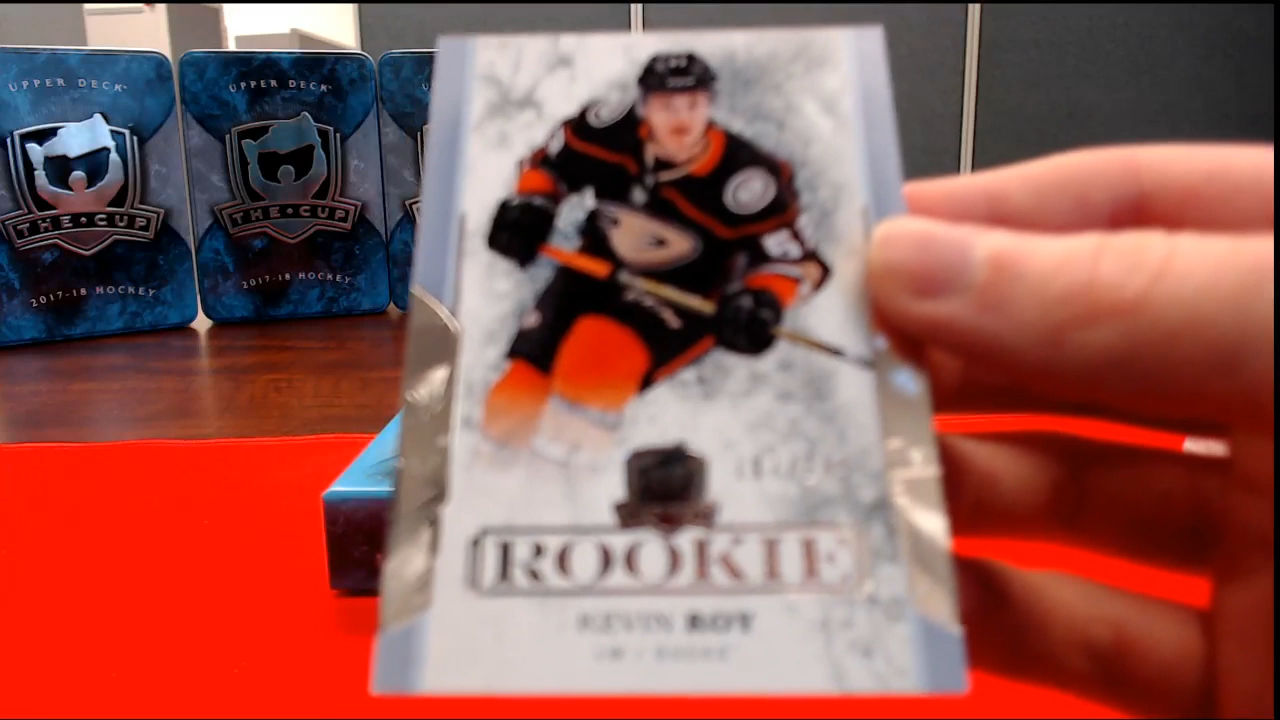 UPPER DECK
THE CUP
2017-18 HOCKEY
UPPER DECK
THE CUP
2017-18 HOCKEY
ROOKIE
KEVIN ROY